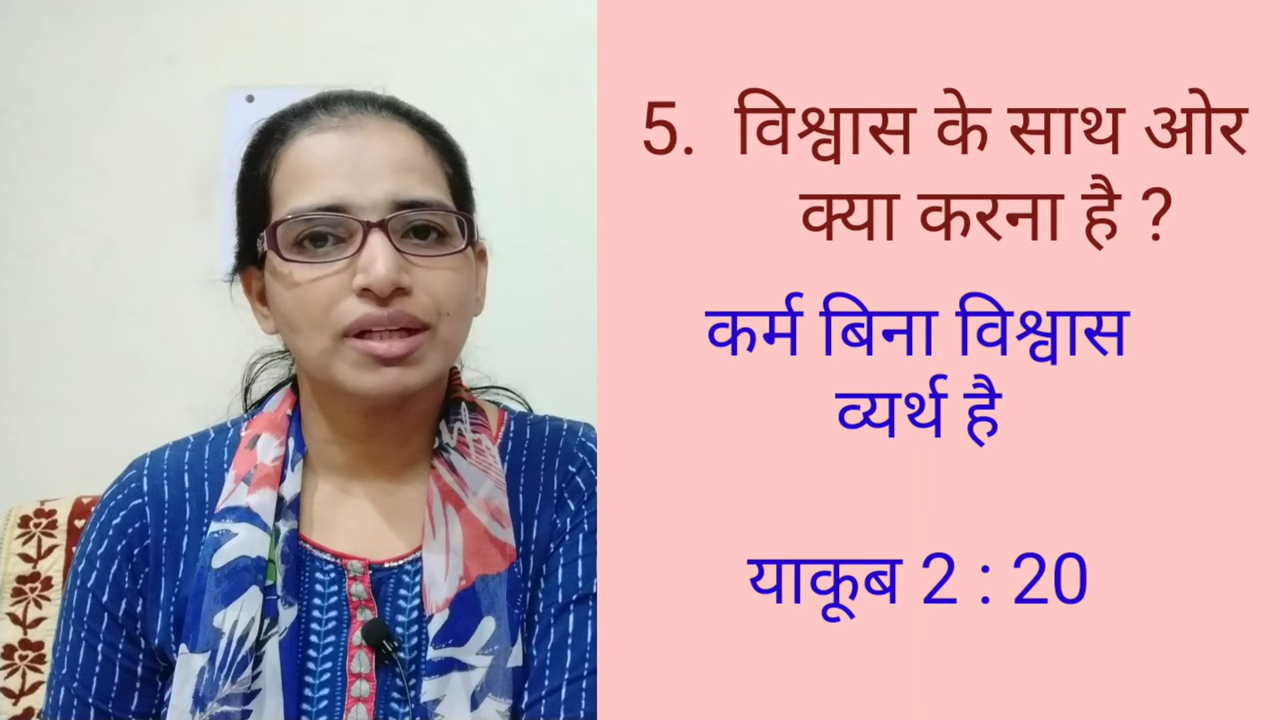 5. विश्वास के साथ ओर
क्या करना है ?
कर्म बिना विश्वास
व्यर्थ है
याकूब 2 : 20